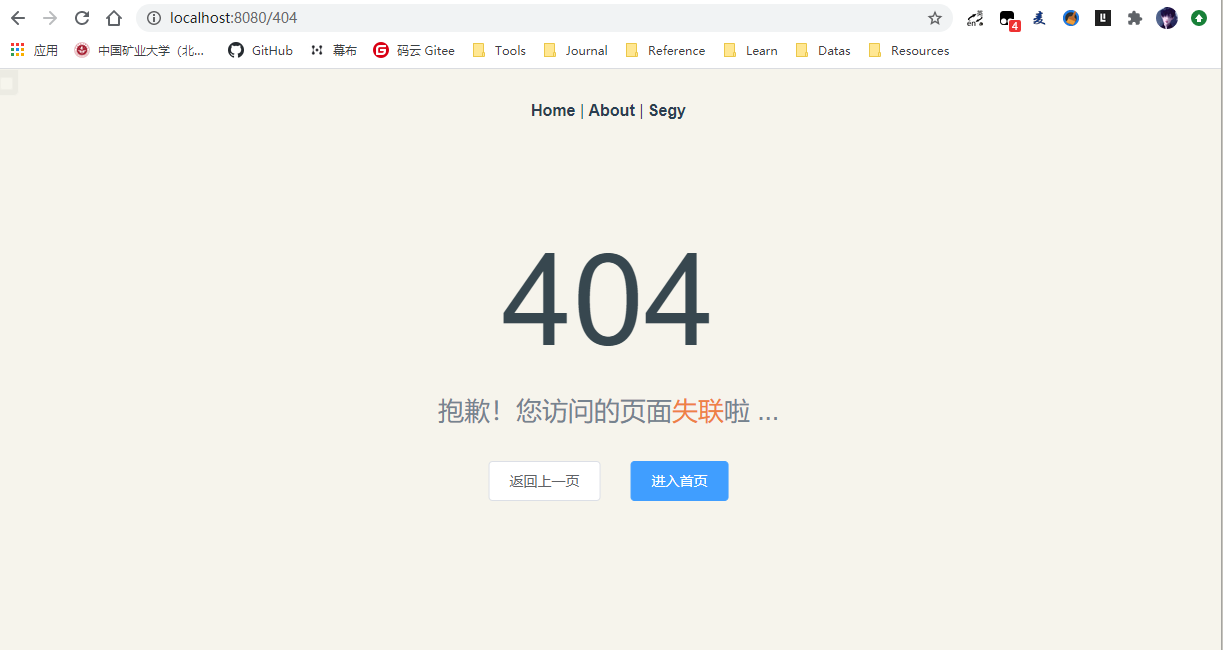 localhost:8080/404
en
4
麦
应用 中国矿业大学（北... GitHub 幕布 码云 Gitee Tools Journal Reference Learn Datas Resources
Home | About | Segy
404
抱歉！您访问的页面失联啦 ...
返回上一页 进入首页